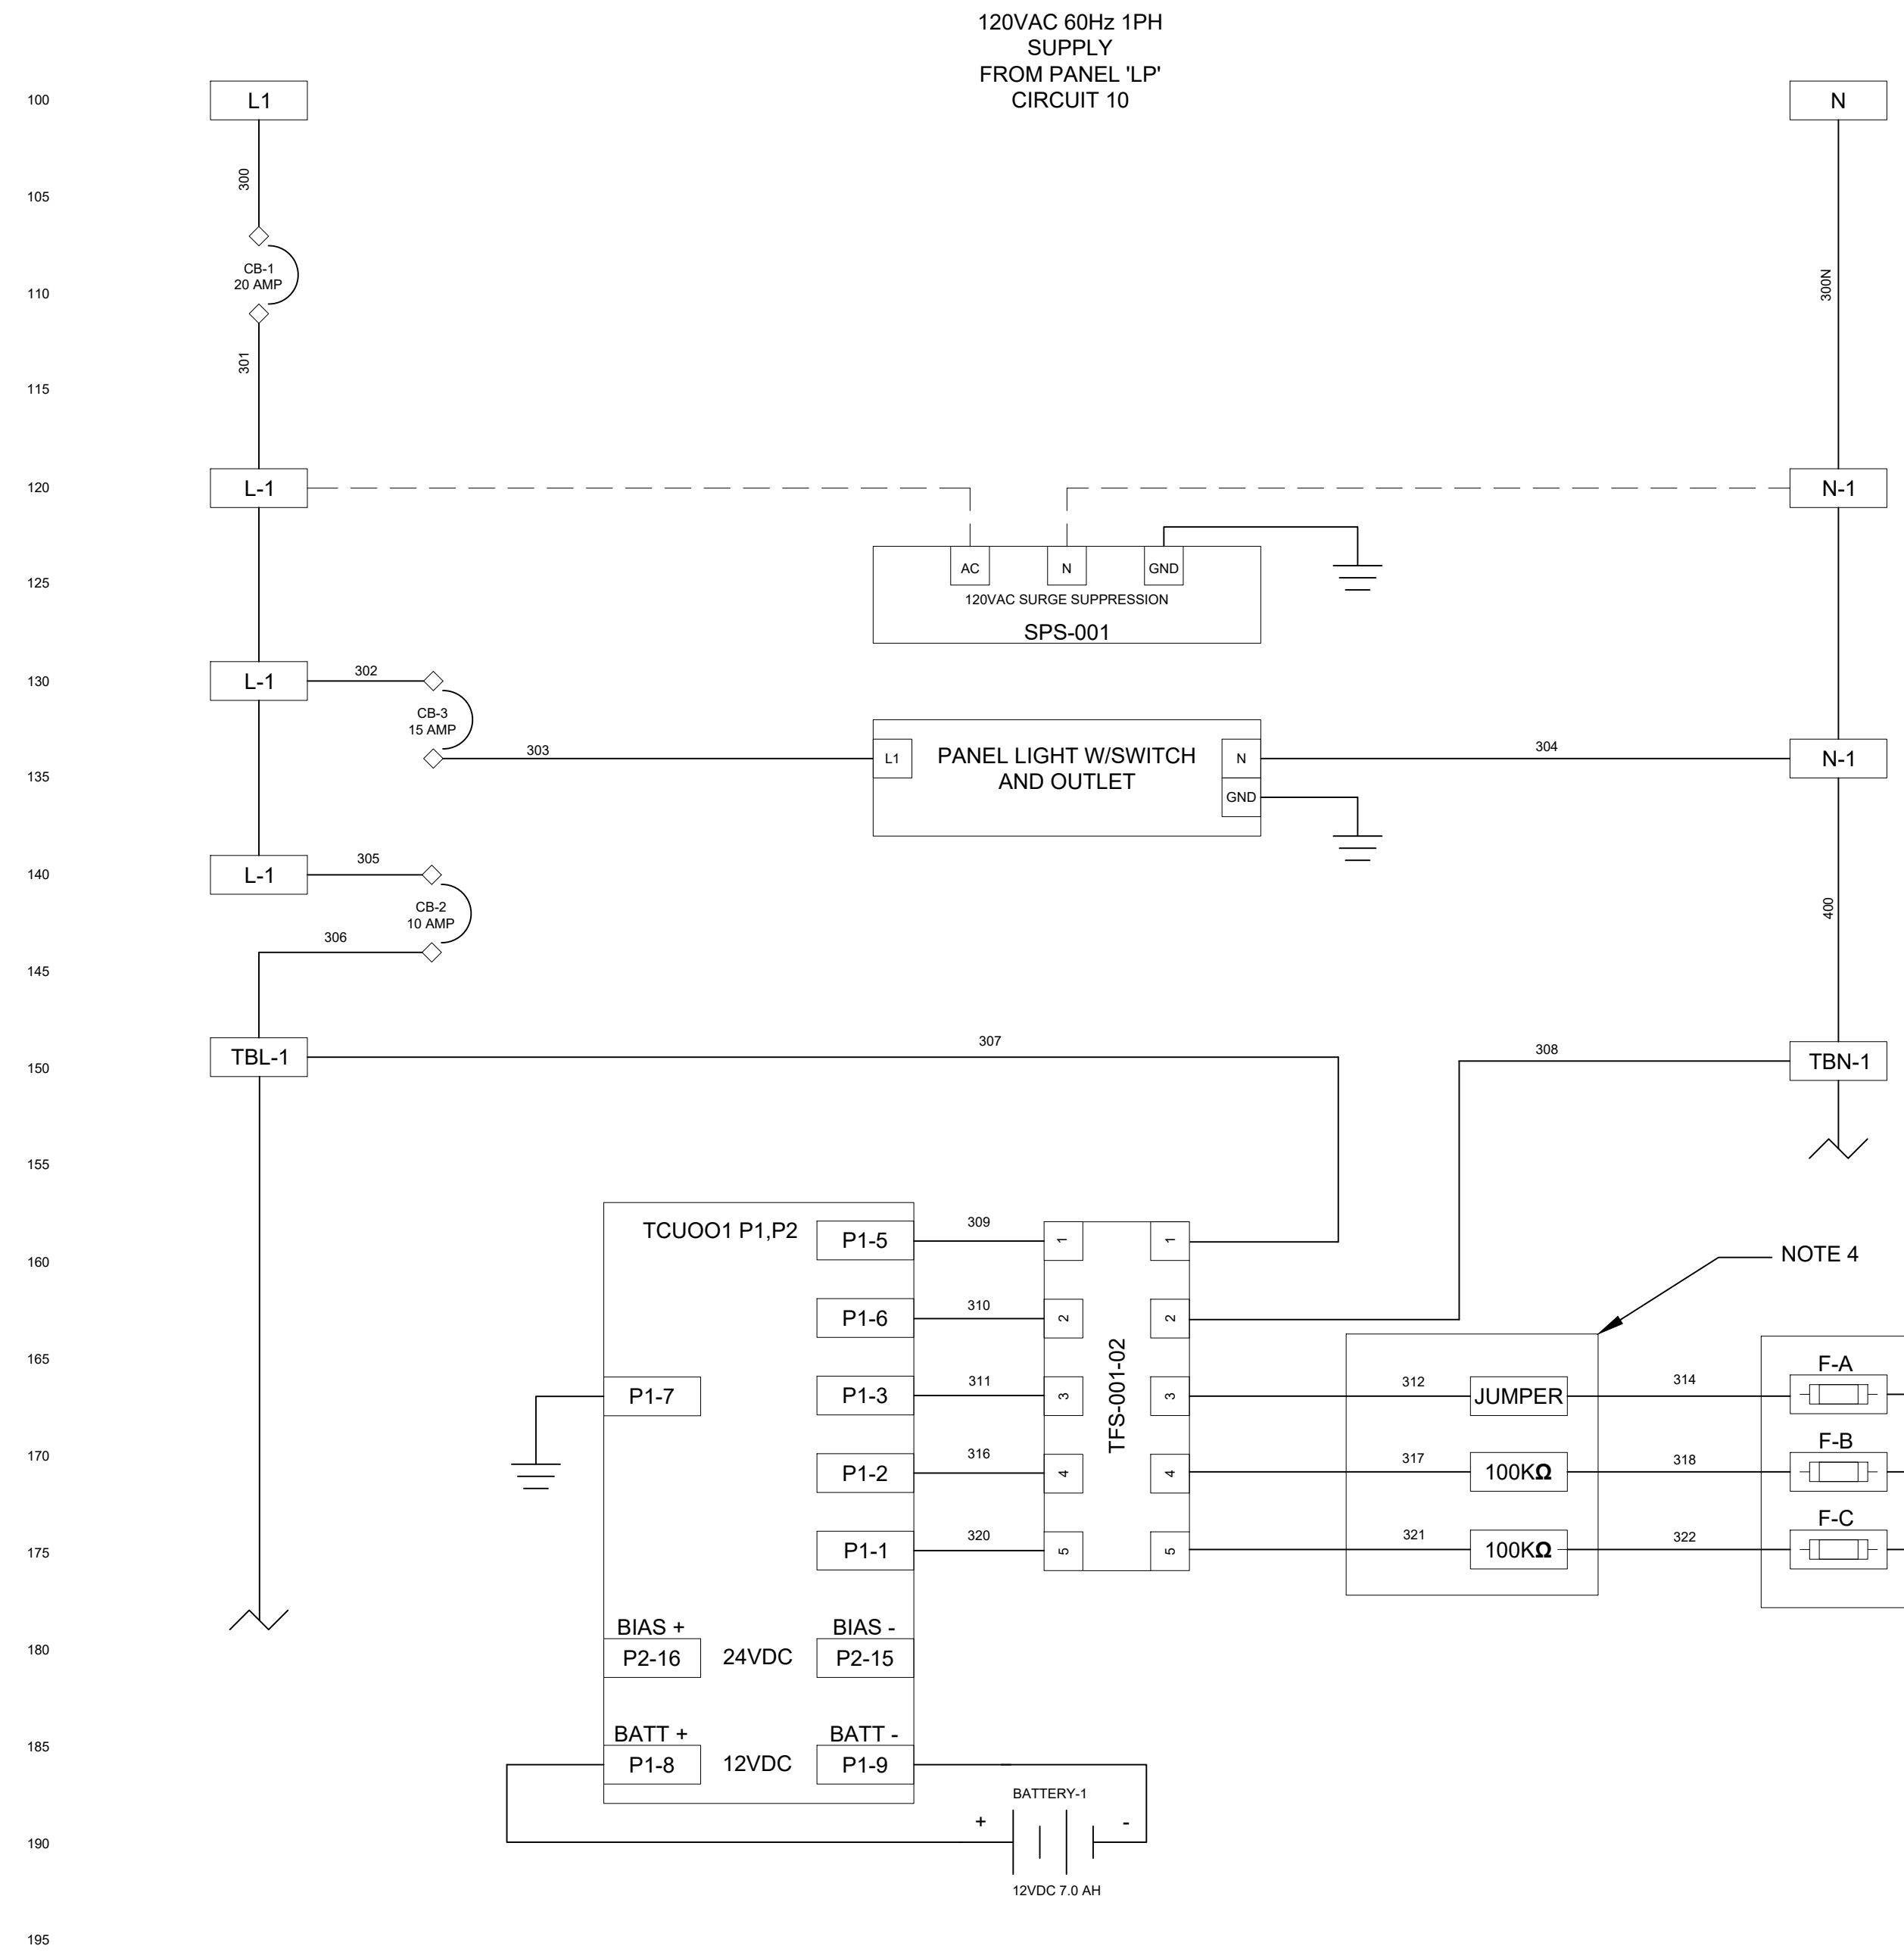 120VAC 60Hz 1PH
SUPPLY
FROM PANEL 'LP'
CIRCUIT 10
100
L1
N
300
105
CB-1
20 AMP
110
300N
301
115
120
L-1
N-1
AC
N
GND
125
120VAC SURGE SUPPRESSION
SPS-001
130
L-1
302
CB-3
15 AMP
303
L1
PANEL LIGHT W/SWITCH
AND OUTLET
N
GND
304
N-1
135
140
L-1
305
CB-2
10 AMP
306
400
145
150
TBL-1
307
308
TBN-1
155
TCUOO1 P1,P2
P1-5
309
1
1
160
NOTE 4
P1-6
310
2
2
TFS-001-02
165
P1-7
P1-3
311
3
3
312
JUMPER
314
F-A
170
P1-2
316
4
4
317
100KΩ
318
F-B
175
P1-1
320
5
5
321
100KΩ
322
F-C
BIAS +
BIAS -
180
P2-16
24VDC
P2-15
185
BATT +
BATT -
P1-8
12VDC
P1-9
BATTERY-1
+
-
190
12VDC 7.0 AH
195